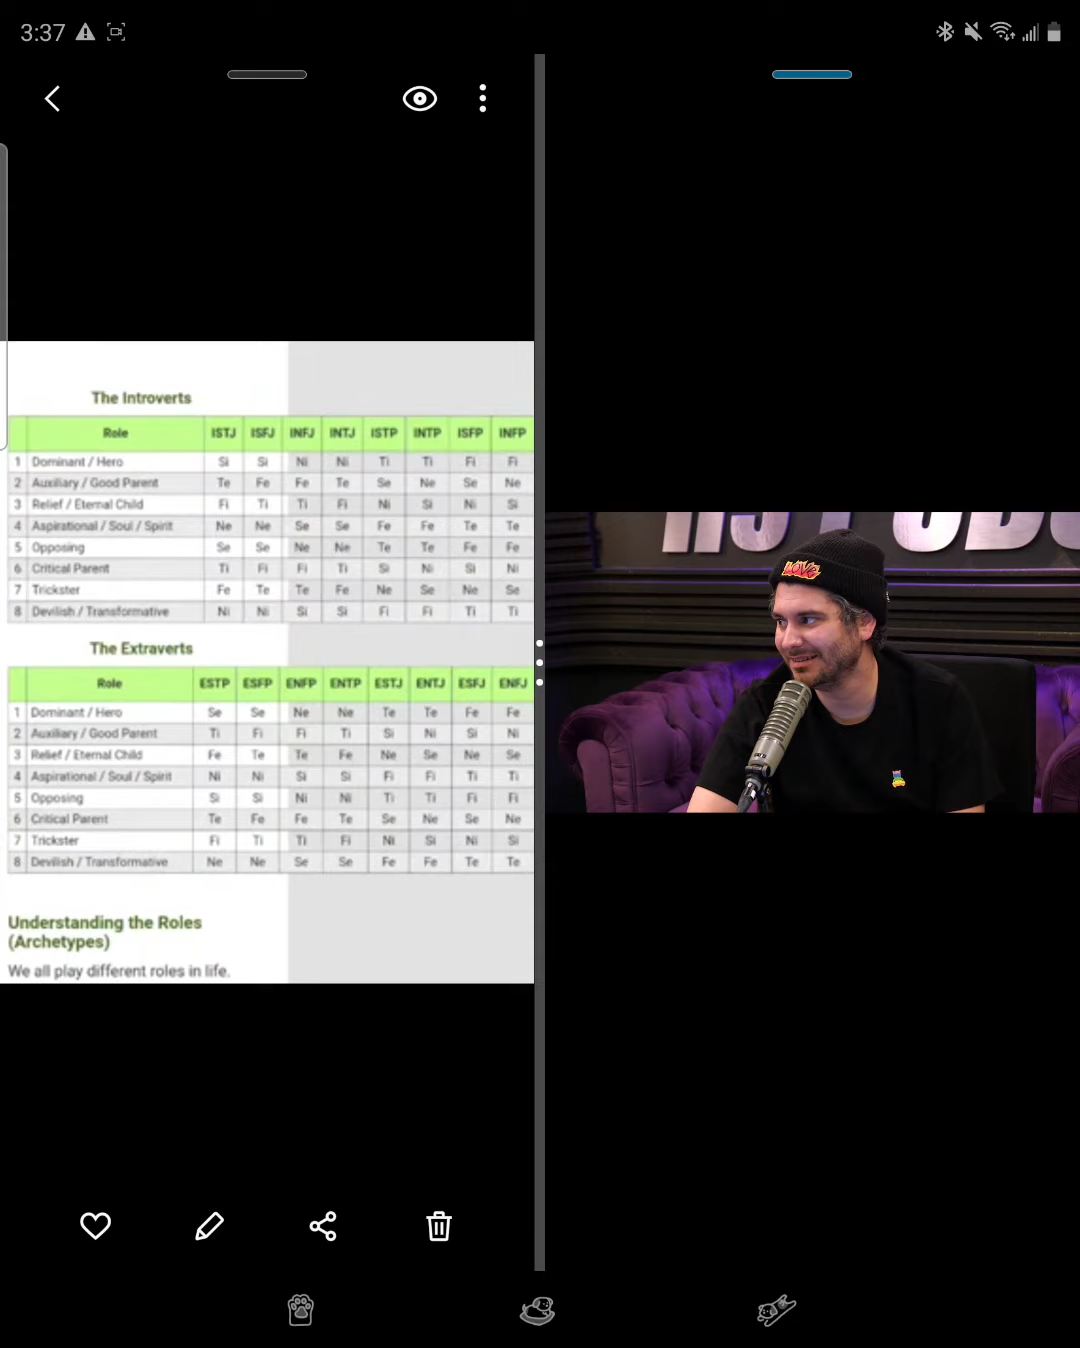 3:37
The Introverts
Role ISTJ ISFJ INFJ INTJ ISTP INTP ISFP INFP
1 Dominant / Hero Si Si Ni Ni Ti Ti Fi Fi
2 Auxiliary / Good Parent Te Fe Fe Te Se Ne Se Ne
3 Relief / Eternal Child Fi Ti Ti Fi Ni Si Ni Si
4 Aspirational / Soul / Spirit Ne Ne Se Se Fe Fe Te Te
5 Opposing Se Se Ne Ne Te Te Fe Fe
6 Critical Parent Ti Fi Fi Ti Si Ni Si Ni
7 Trickster Fe Te Te Fe Ne Se Ne Se
8 Devilish / Transformative Ni Ni Si Si Fi Fi Ti Ti
The Extraverts
Role ESTP ESFP ENFP ENTP ESTJ ENTJ ESFJ ENFJ
1 Dominant / Hero Se Se Ne Ne Te Te Fe Fe
2 Auxiliary / Good Parent Ti Fi Fi Ti Si Ni Si Ni
3 Relief / Eternal Child Fe Te Te Fe Ne Se Ne Se
4 Aspirational / Soul / Spirit Ni Ni Si Si Fi Fi Ti Ti
5 Opposing Si Si Ni Ni Ti Ti Fi Fi
6 Critical Parent Te Fe Fe Te Se Ne Se Ne
7 Trickster Fi Ti Ti Fi Ni Si Ni Si
8 Devilish / Transformative Ne Ne Se Se Fe Fe Te Te
Understanding the Roles
(Archetypes)
We all play different roles in life.